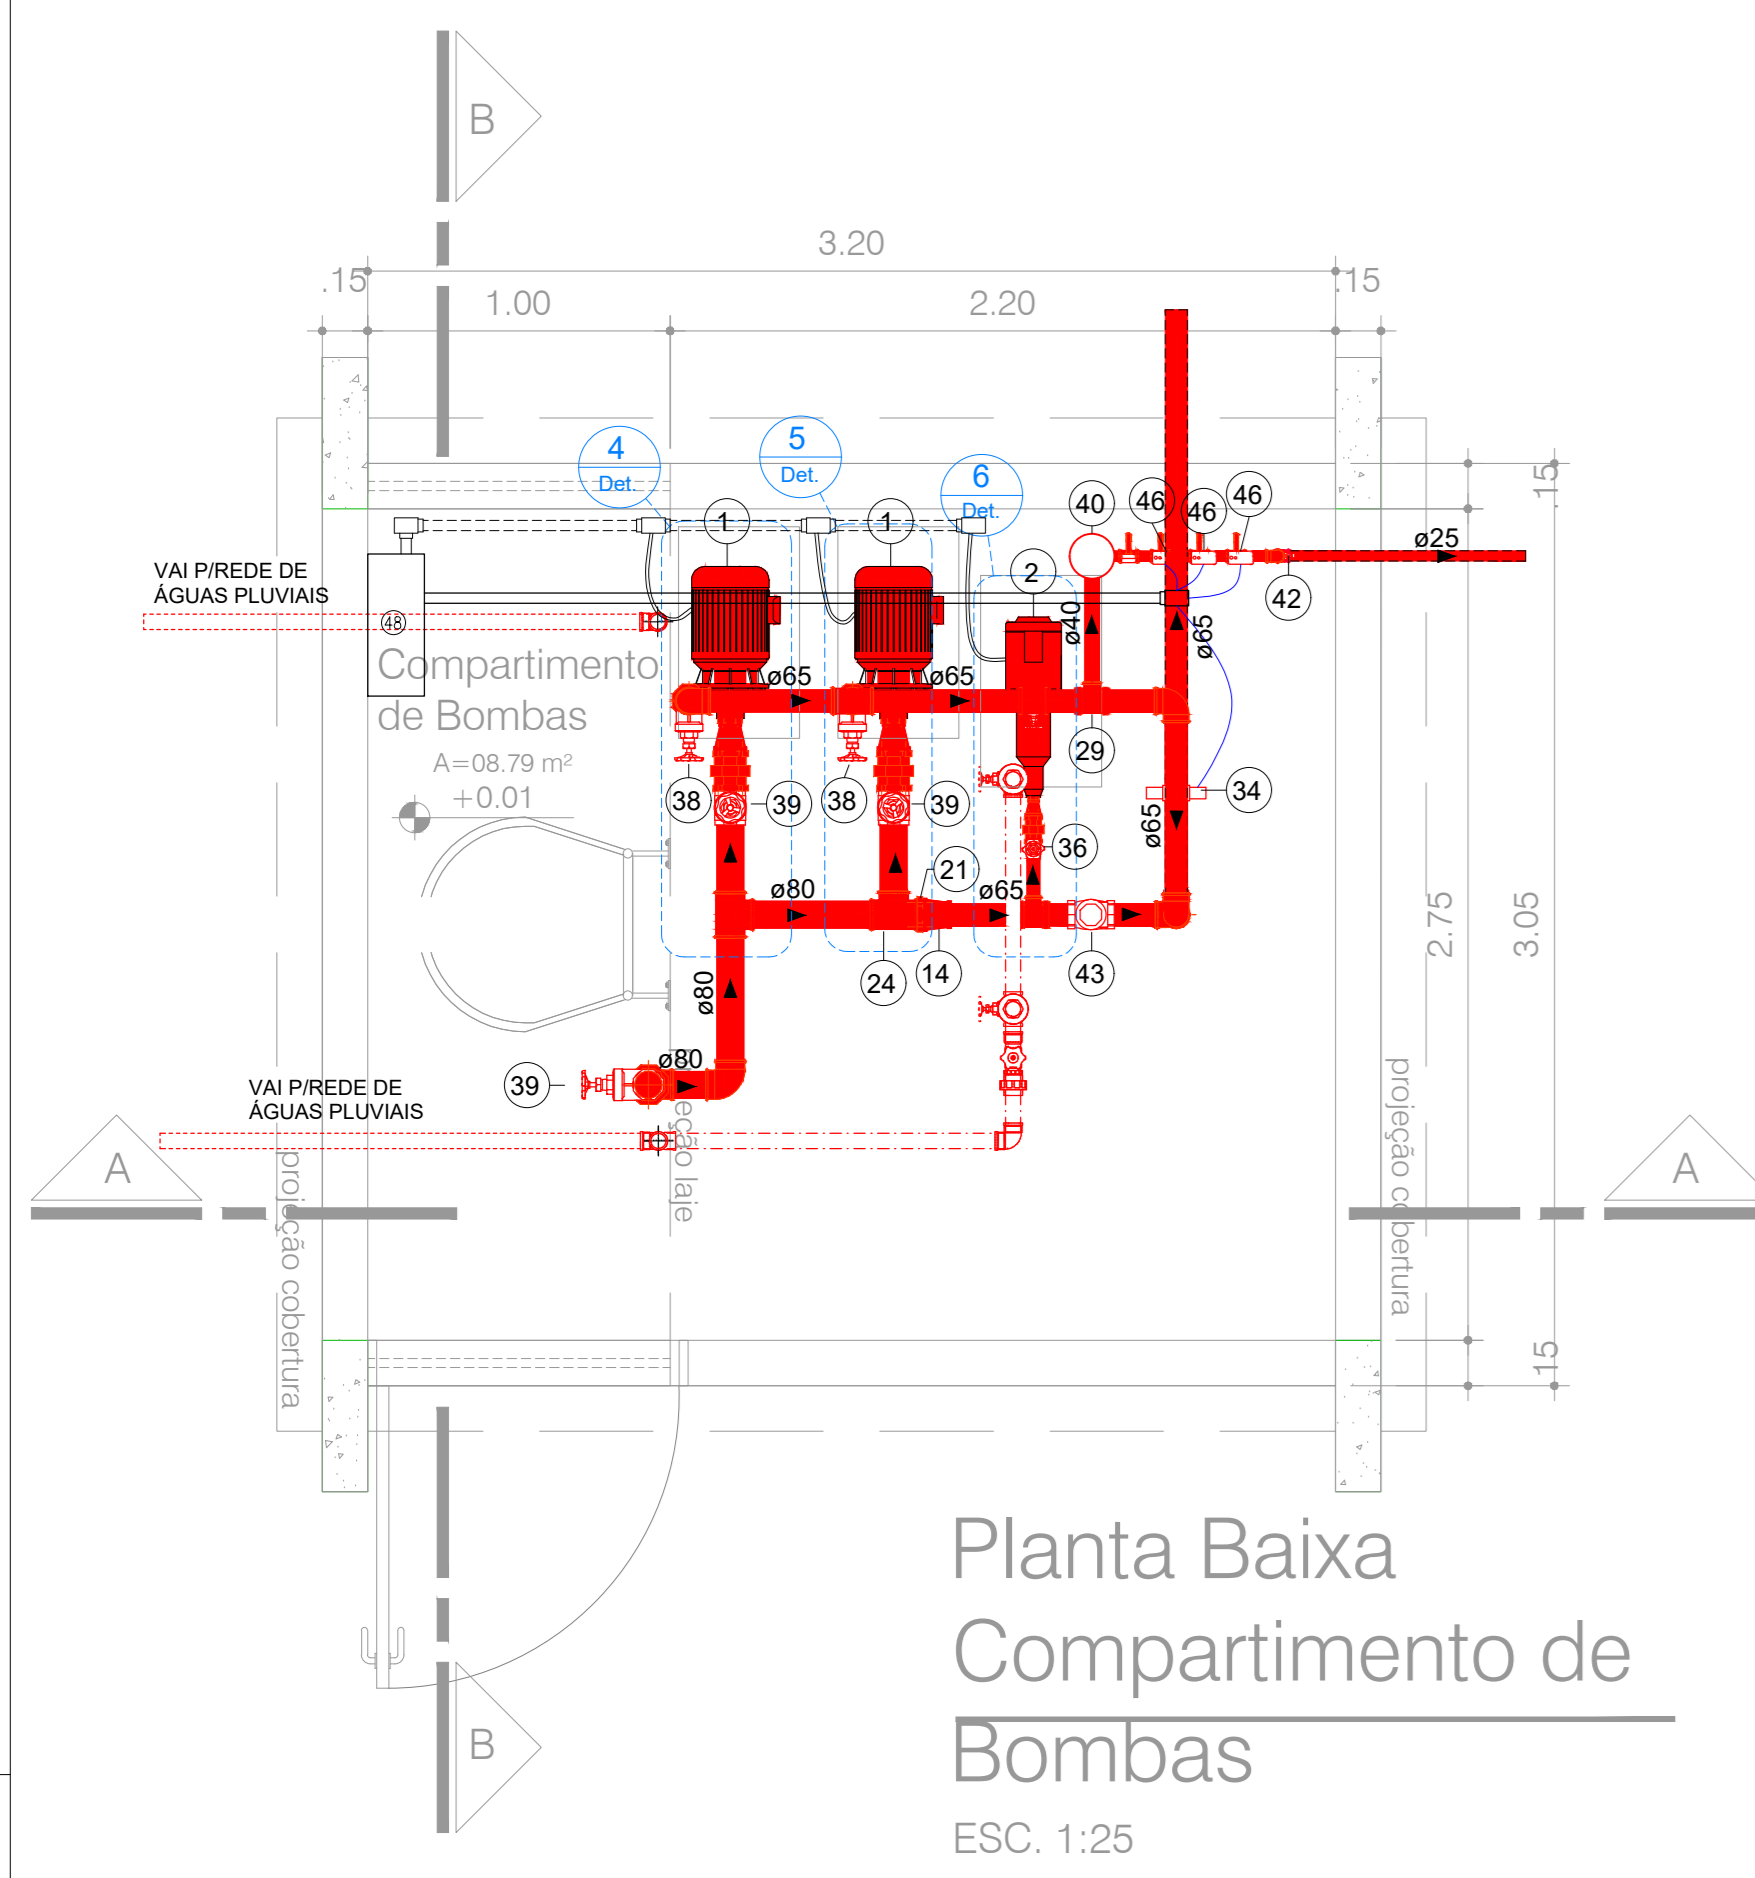 B
3.20
.15
.15
1.00
2.20
4
Det.
5
Det.
6
Det.
1
1
2
40
46
46
46
.15
ø25
42
VAI P/REDE DE
ÁGUAS PLUVIAIS
48
ø40
ø65
Compartimento
de Bombas
A=08.79 m²
+0.01
ø65
ø65
29
38
39
38
39
34
ø65
36
21
ø80
ø65
24
14
43
2.75
3.05
ø80
ø80
39
VAI P/REDE DE
ÁGUAS PLUVIAIS
eção laje
projeção cobertura
projeção cobertura
A
A
15
B
Planta Baixa
Compartimento de
Bombas
ESC. 1:25